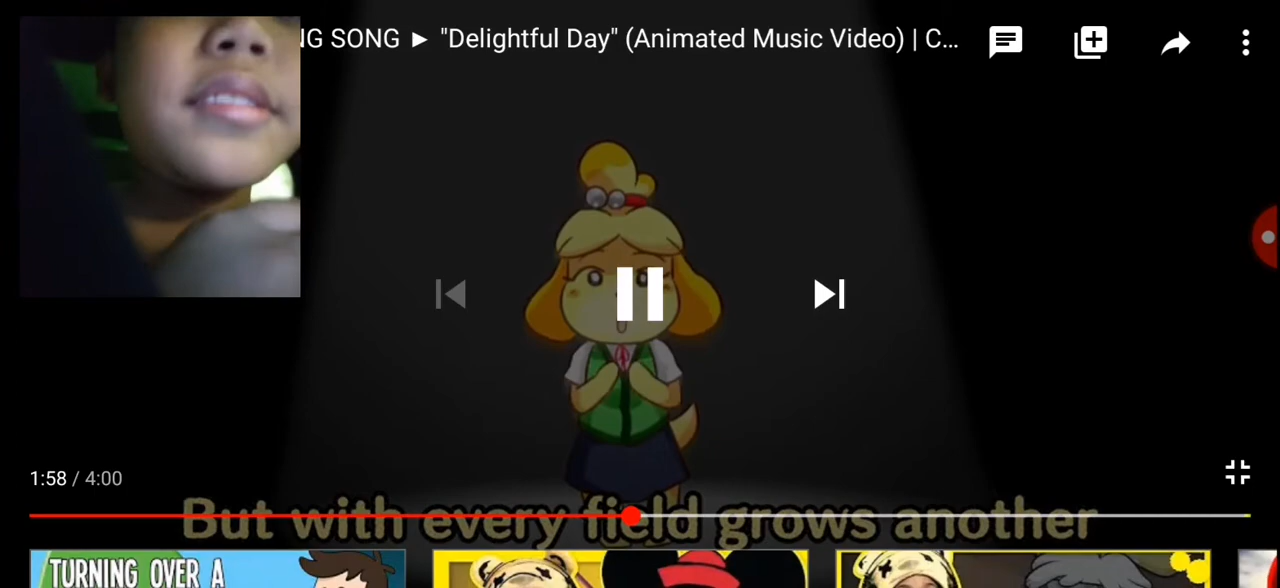 NG SONG ► "Delightful Day" (Animated Music Video) | C...
1:58 / 4:00
But with every field grows another
TURNING OVER A